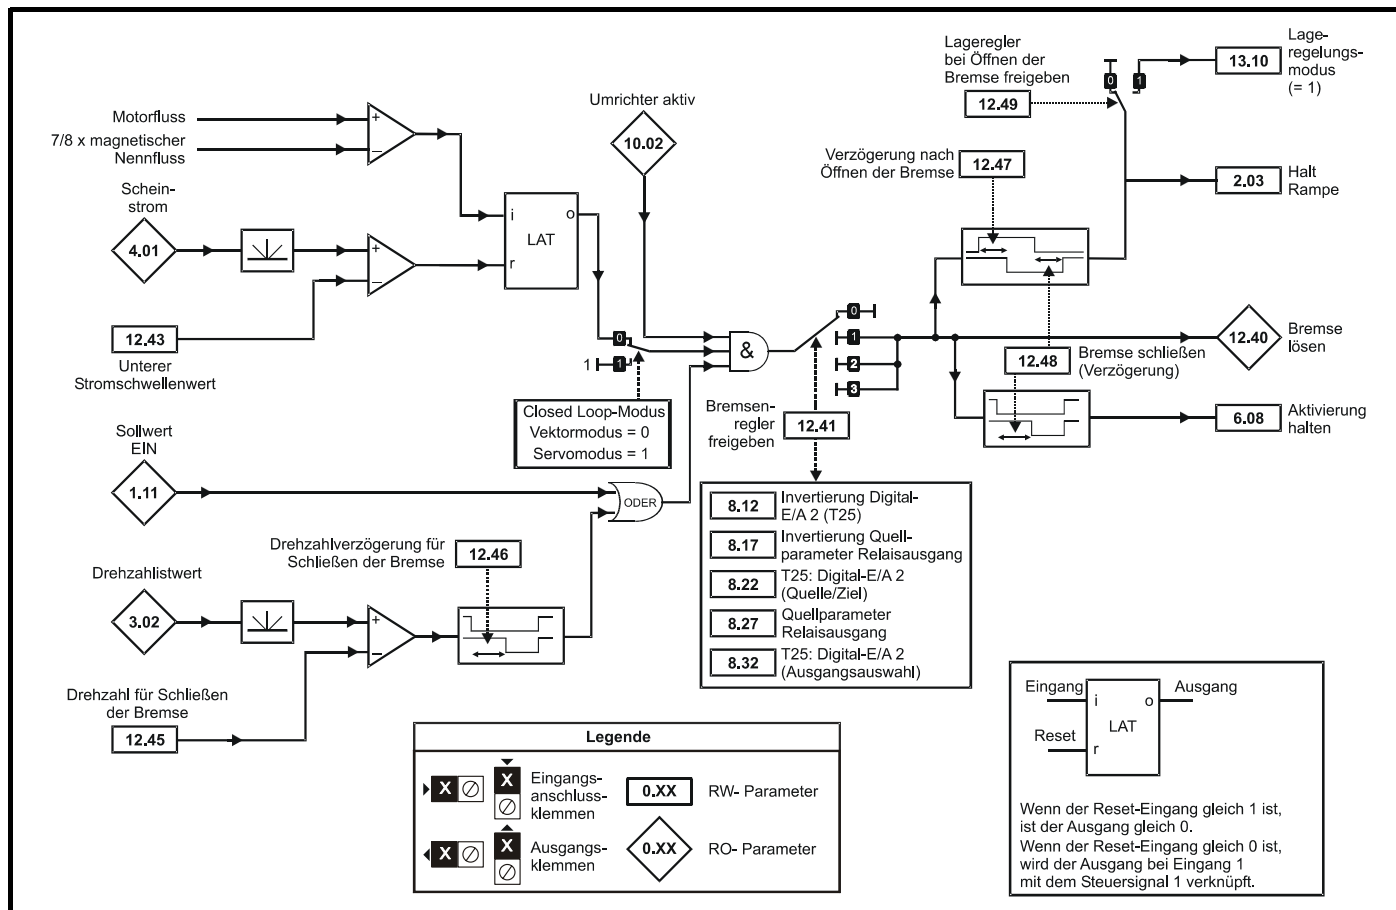 Lageregler
bei Öffnen der
Bremse freigeben
12.49
0
1
13.10
Lage-
regelungs-
modus
(= 1)
Motorfluss
7/8 x magnetischer
Nennfluss
+
−
Umrichter aktiv
10.02
Verzögerung nach
Öffnen der Bremse
12.47
2.03
Halt
Rampe
Schein-
strom
4.01
+
−
i
o
LAT
r
12.43
Unterer
Stromschwellenwert
0
1
1
&
0
1
2
3
12.40
Bremse
lösen
12.48
Bremse schließen
(Verzögerung)
Closed Loop-Modus
Vektormodus = 0
Servomodus = 1
Bremsen-
regler
freigeben
12.41
6.08
Aktivierung
halten
Sollwert
EIN
1.11
ODER
8.12
Invertierung Digital-
E/A 2 (T25)
8.17
Invertierung Quell-
parameter Relaisausgang
8.22
T25: Digital-E/A 2
(Quelle/Ziel)
8.27
Quellparameter
Relaisausgang
8.32
T25: Digital-E/A 2
(Ausgangsauswahl)
Drehzahlverzögerung für
Schließen der Bremse
12.46
Drehzahlistwert
3.02
+
−
Drehzahl für Schließen
der Bremse
12.45
Legende
X
X
Eingangs-
anschluss-
klemmen
0.XX
RW- Parameter
X
X
Ausgangs-
klemmen
0.XX
RO- Parameter
Eingang
i
o
Ausgang
LAT
Reset
r
Wenn der Reset-Eingang gleich 1 ist,
ist der Ausgang gleich 0.
Wenn der Reset-Eingang gleich 0 ist,
wird der Ausgang bei Eingang 1
mit dem Steuersignal 1 verknüpft.